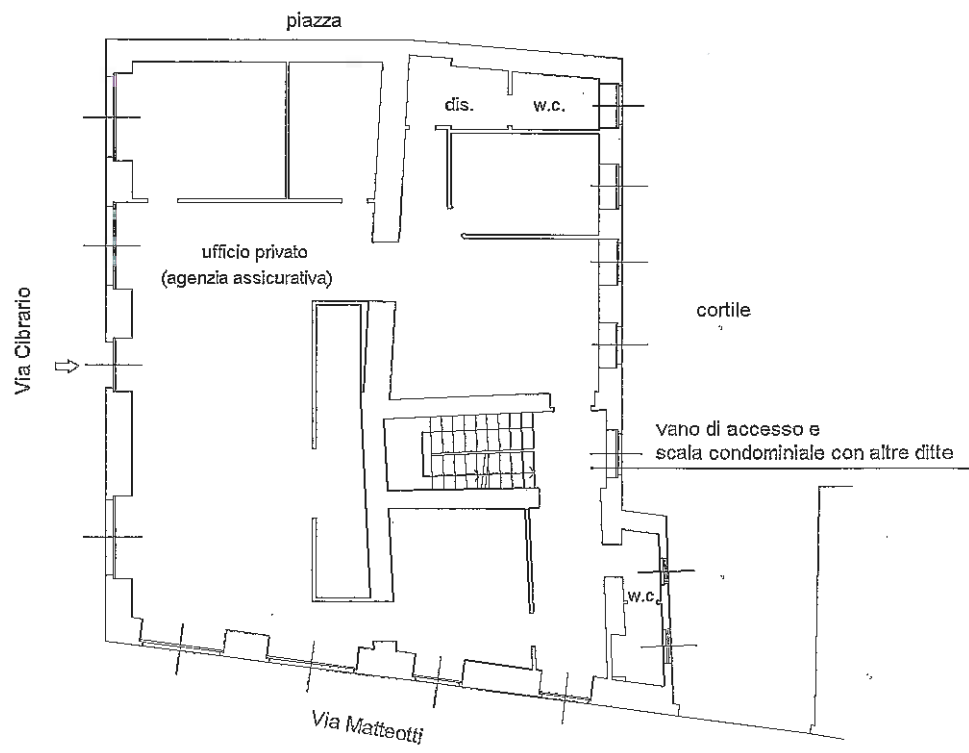 piazza
dis.
w.c.
ufficio privato
(agenzia assicurativa)
Via Cibrario
cortile
vano di accesso e
scala condominiale con altre ditte
w.c.
Via Matteotti